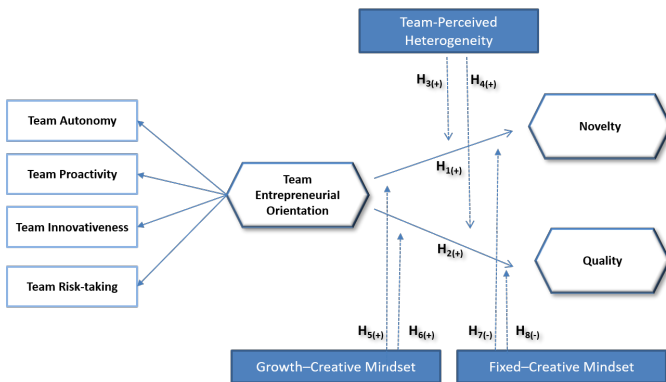 Team-Perceived
Heterogeneity
H3(+)
H4(+)
Team Autonomy
Novelty
Team Proactivity
H1(+)
Team
Entrepreneurial
Orientation
Team Innovativeness
H2(+)
Quality
Team Risk-taking
H5(+)
H6(+)
H7(-)
H8(-)
Growth–Creative Mindset
Fixed–Creative Mindset